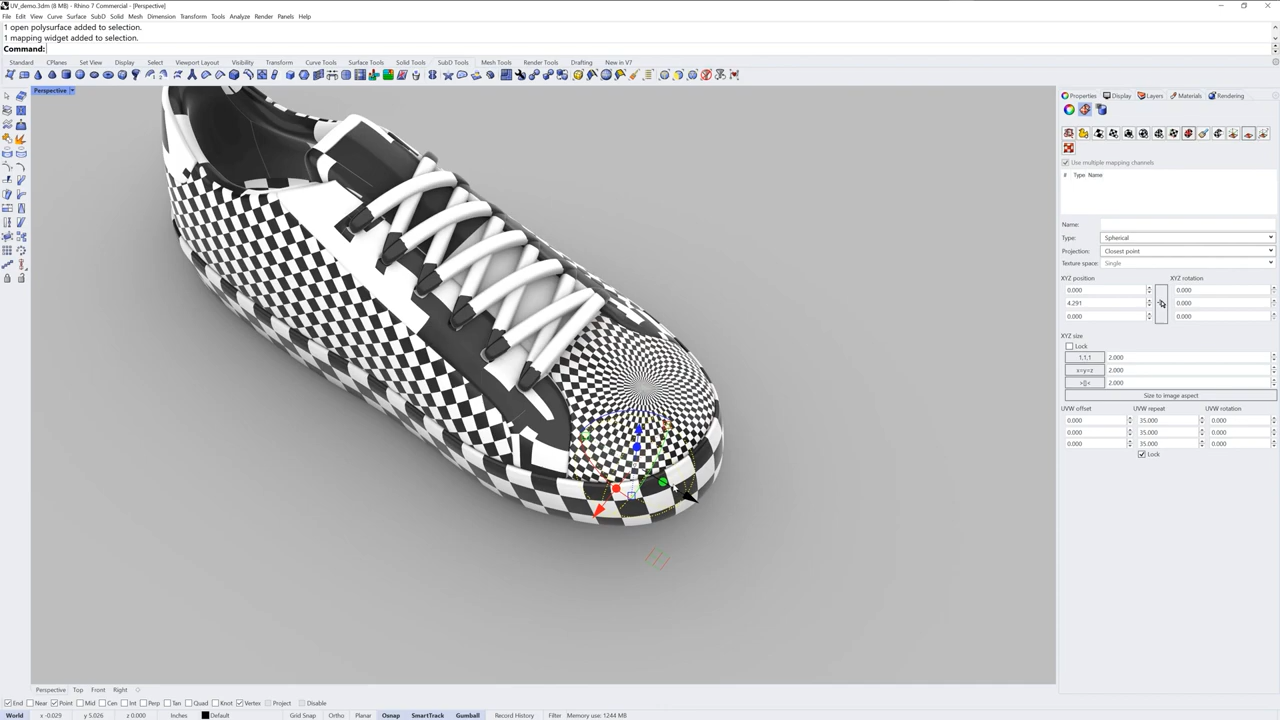 UV_demo.3dm (8 MB) - Rhino 7 Commercial - [Perspective]
File Edit View Curve Surface SubD Solid Mesh Dimension Transform Tools Analyze Render Panels Help
1 open polysurface added to selection.
1 mapping widget added to selection.
Command:
Standard CPlanes Set View Display Select Viewport Layout Visibility Transform Curve Tools Surface Tools Solid Tools SubD Tools Mesh Tools Render Tools Drafting New in V7
Perspective
Properties Display Layers Materials Rendering
Use multiple mapping channels
# Type Name
Name:
Type: Spherical
Projection: Closest point
Texture space: Single
XYZ position XYZ rotation
0.000 0.000
4.291 0.000
0.000 0.000
XYZ size
Lock
1,1,1 2.000
x=y=z 2.000
>][< 2.000
Size to image aspect
UVW offset UVW repeat UVW rotation
0.000 35.000 0.000
0.000 35.000 0.000
0.000 35.000 0.000
Lock
Perspective Top Front Right
End Near Point Mid Cen Int Perp Tan Quad Knot Vertex Project Disable
World x -0.029 y 5.026 z 0.000 Inches Default Grid Snap Ortho Planar Osnap SmartTrack Gumball Record History Filter Memory use: 1244 MB